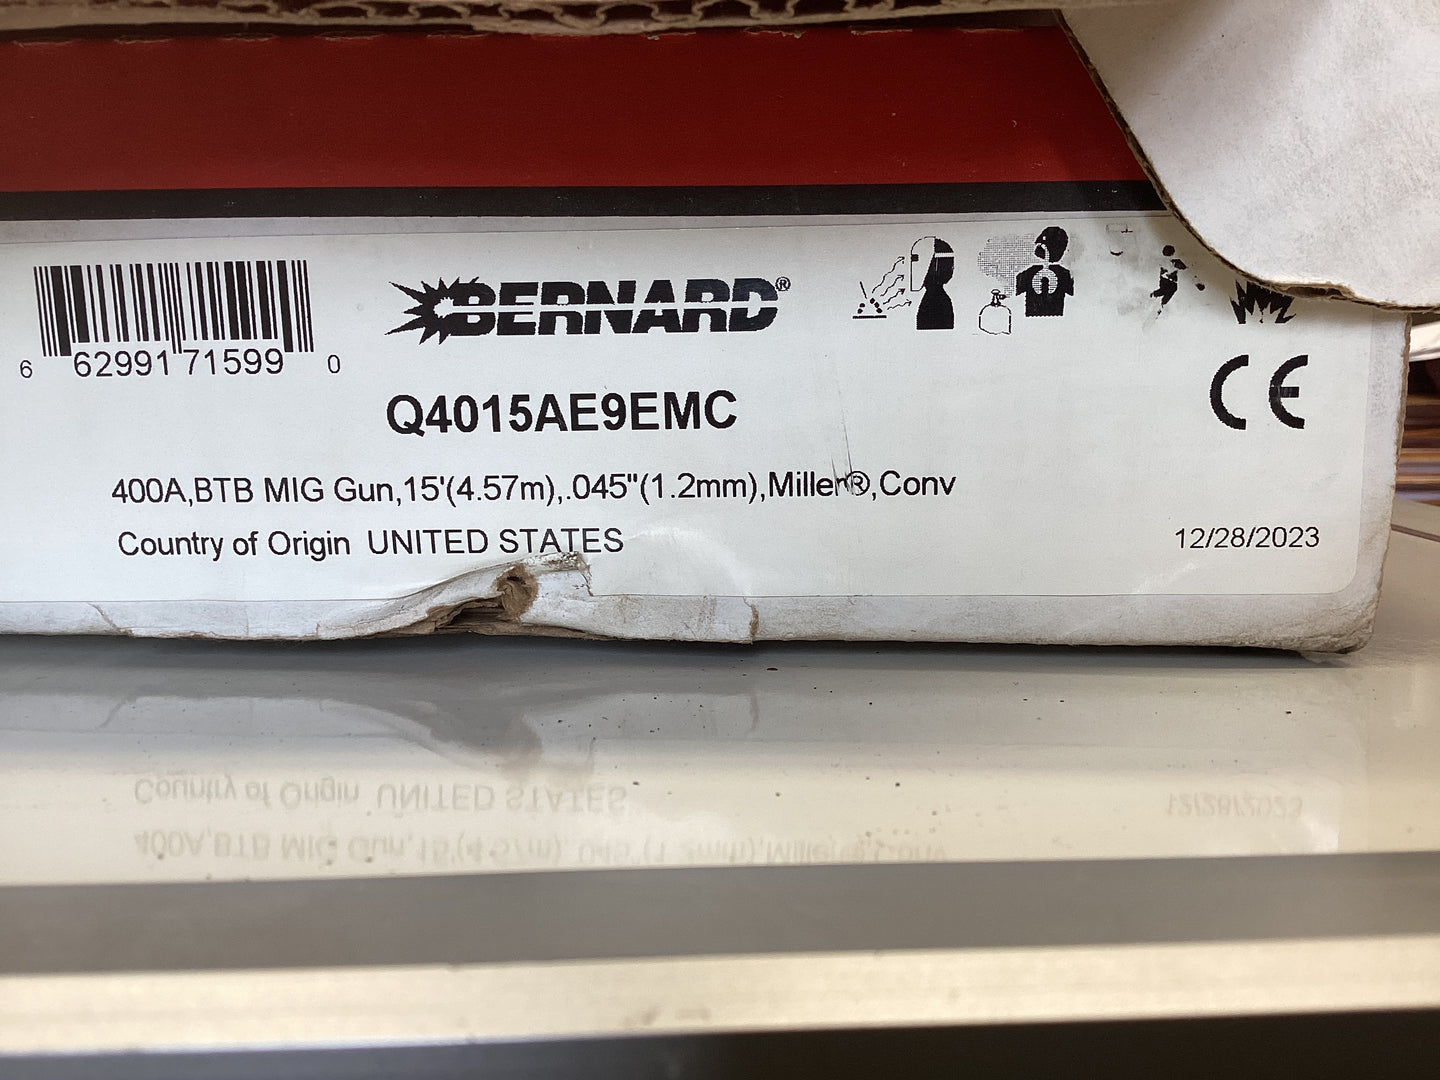 BERNARD®
6 62991 71599 0
Q4015AE9EMC
CE
400A,BTB MIG Gun,15'(4.57m),.045"(1.2mm),Miller®,Conv
Country of Origin UNITED STATES
12/28/2023